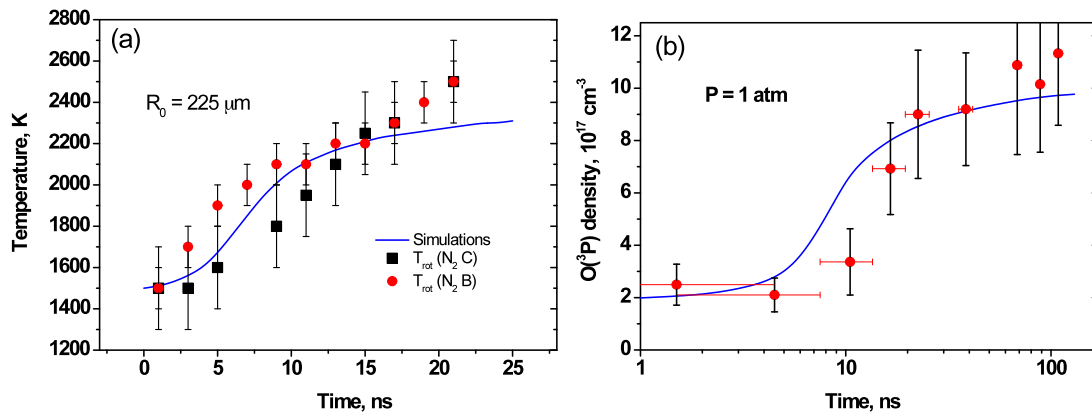 (a)
R₀ = 225 μm
Temperature, K
2800
2600
2400
2200
2000
1800
1600
1400
1200
Simulations
T_rot (N₂ C)
T_rot (N₂ B)
0 5 10 15 20 25
Time, ns
(b)
P = 1 atm
O(³P) density, 10¹⁷ cm⁻³
12
10
8
6
4
2
0
1 10 100
Time, ns